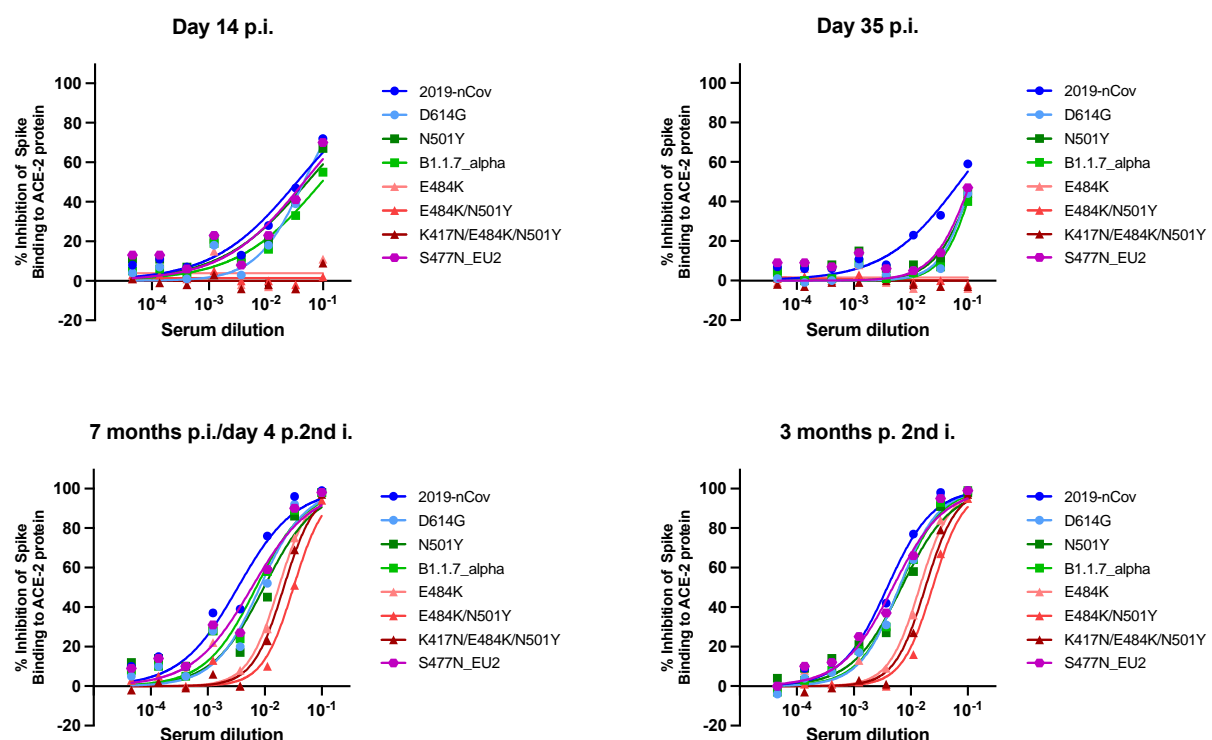 Day 14 p.i.
% Inhibition of Spike
Binding to ACE-2 protein
100
80
60
40
20
0
-20
10-4
10-3
10-2
10-1
Serum dilution
2019-nCov
D614G
N501Y
B1.1.7_alpha
E484K
E484K/N501Y
K417N/E484K/N501Y
S477N_EU2
Day 35 p.i.
% Inhibition of Spike
Binding to ACE-2 protein
100
80
60
40
20
0
-20
10-4
10-3
10-2
10-1
Serum dilution
2019-nCov
D614G
N501Y
B1.1.7_alpha
E484K
E484K/N501Y
K417N/E484K/N501Y
S477N_EU2
7 months p.i./day 4 p.2nd i.
% Inhibition of Spike
Binding to ACE-2 protein
100
80
60
40
20
0
-20
10-4
10-3
10-2
10-1
Serum dilution
2019-nCov
D614G
N501Y
B1.1.7_alpha
E484K
E484K/N501Y
K417N/E484K/N501Y
S477N_EU2
3 months p. 2nd i.
% Inhibition of Spike
Binding to ACE-2 protein
100
80
60
40
20
0
-20
10-4
10-3
10-2
10-1
Serum dilution
2019-nCov
D614G
N501Y
B1.1.7_alpha
E484K
E484K/N501Y
K417N/E484K/N501Y
S477N_EU2